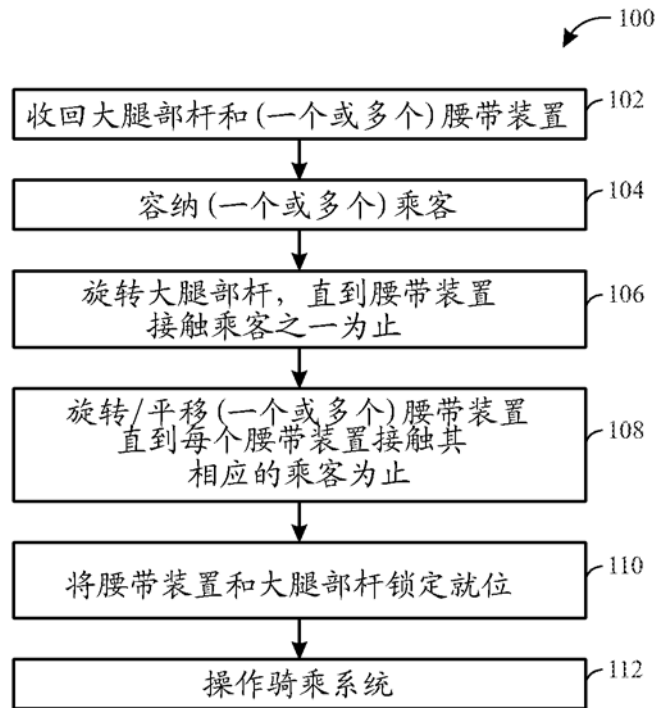 100
收回大腿部杆和(一个或多个)腰带装置
102
容纳(一个或多个)乘客
104
旋转大腿部杆，直到腰带装置
接触乘客之一为止
106
旋转/平移(一个或多个)腰带装置
直到每个腰带装置接触其
相应的乘客为止
108
将腰带装置和大腿部杆锁定就位
110
操作骑乘系统
112